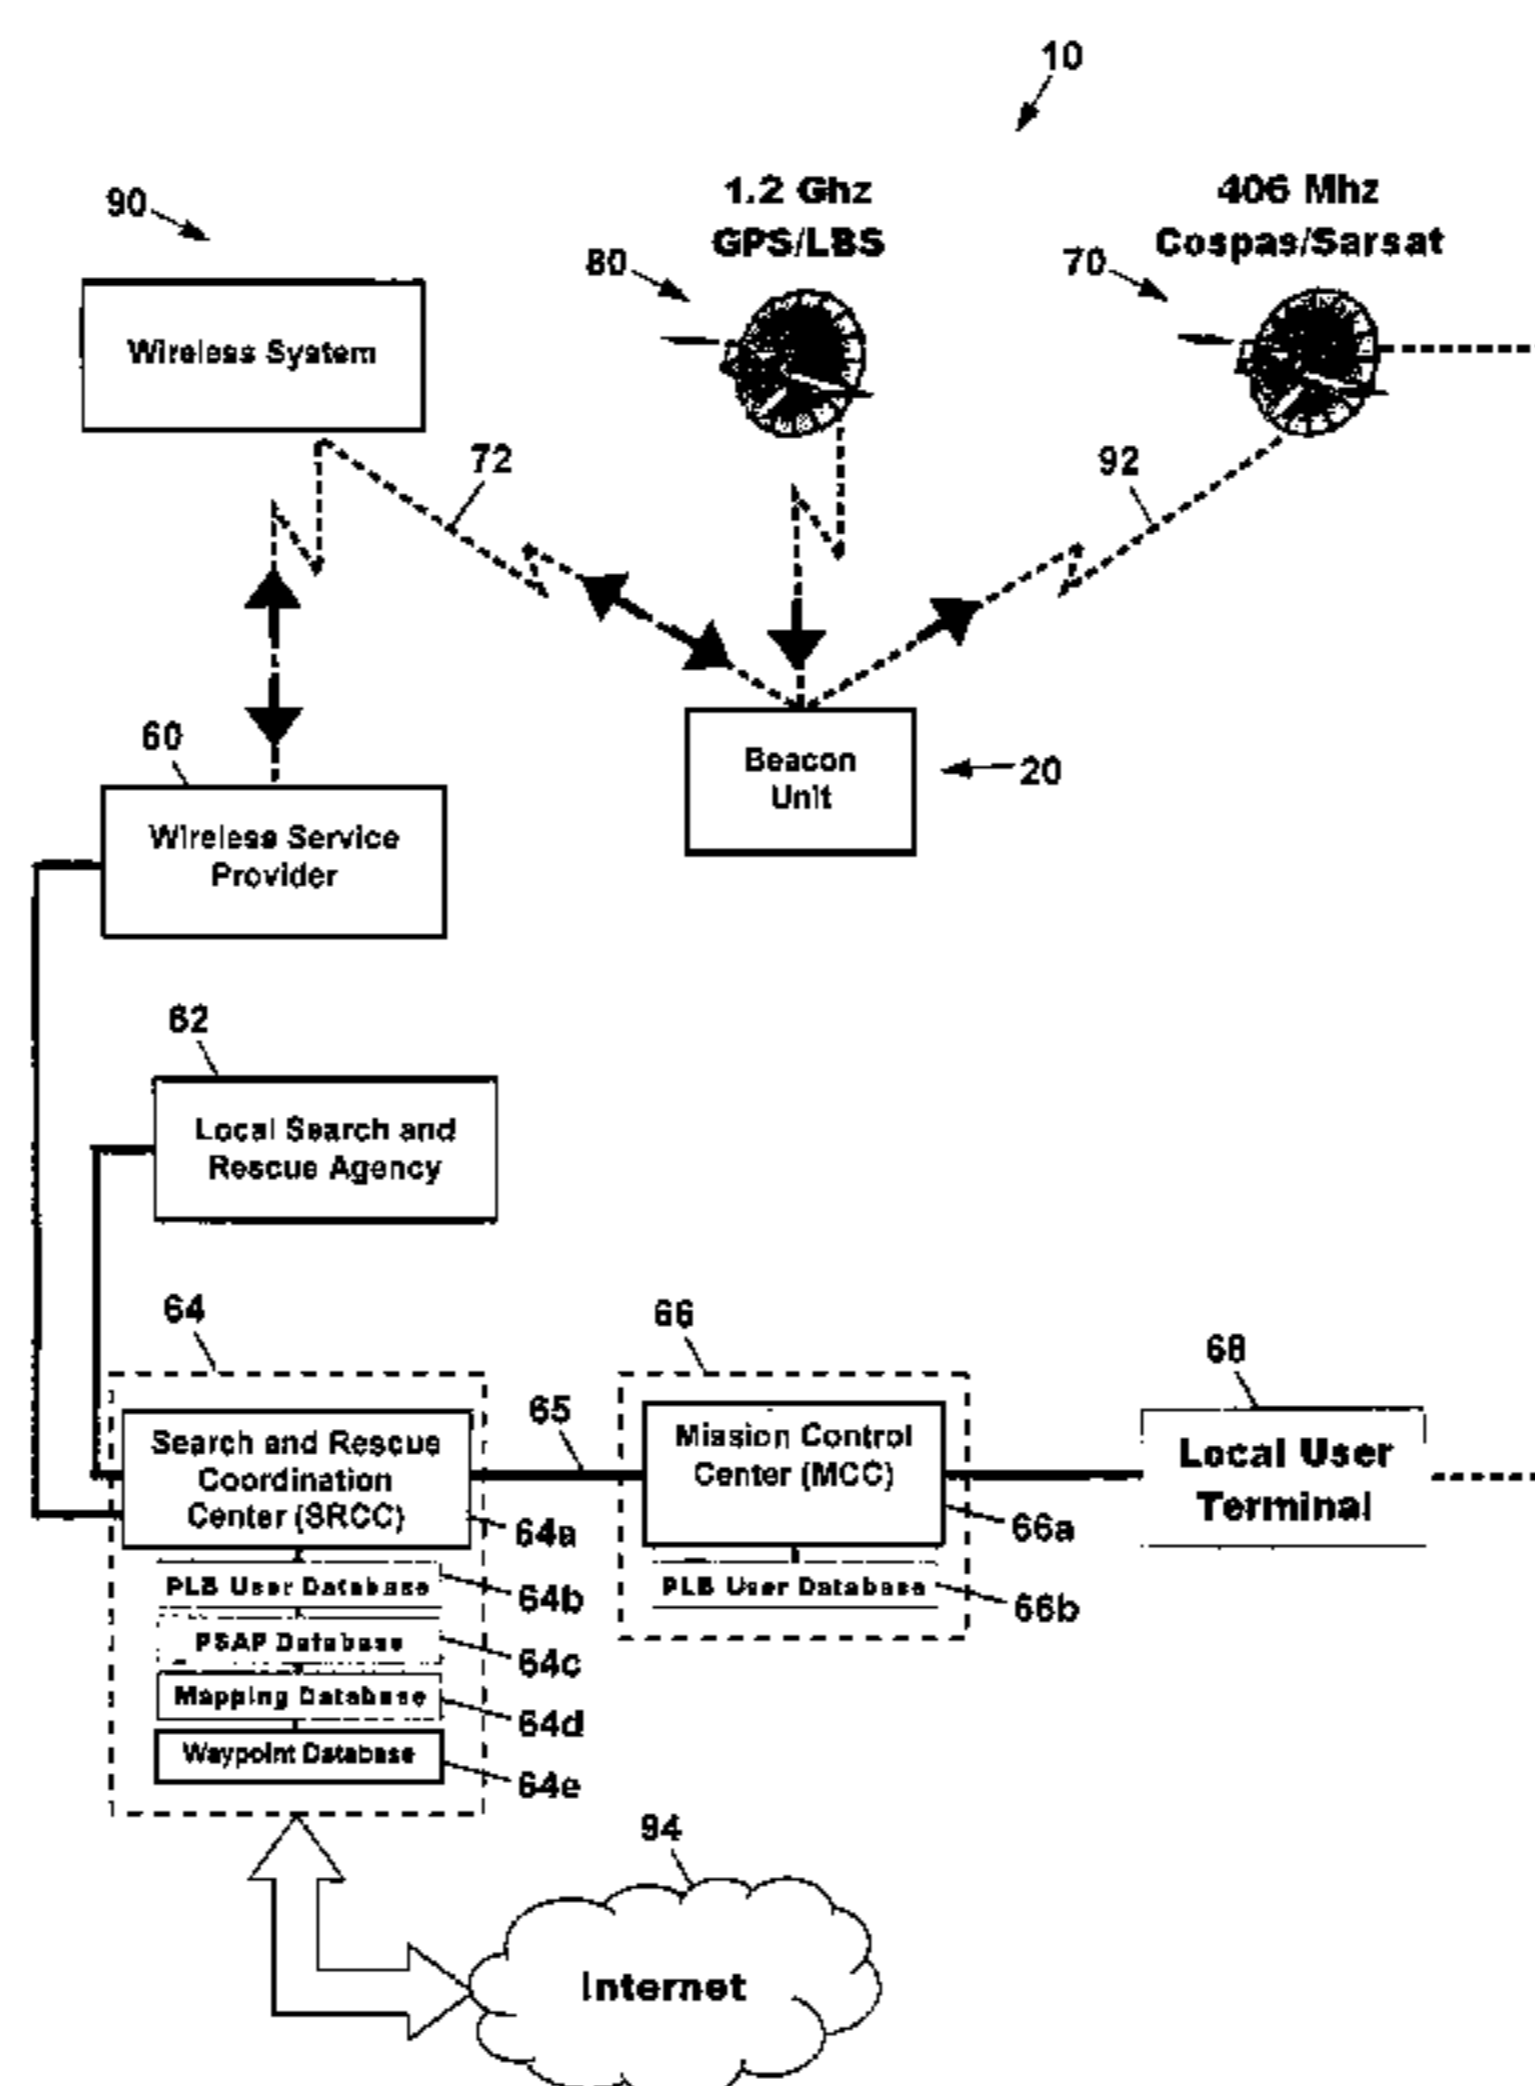 10
1.2 Ghz
GPS/LBS
406 Mhz
Cospas/Sarsat
90
80
70
Wireless System
72
92
60
Beacon
Unit
20
Wireless Service
Provider
62
Local Search and
Rescue Agency
64
66
68
65
Search and Rescue
Coordination
Center (SRCC)
64a
Mission Control
Center (MCC)
66a
Local User
Terminal
PLB User Database
64b
PLB User Database
66b
PSAP Database
64c
Mapping Database
64d
Waypoint Database
64e
94
Internet